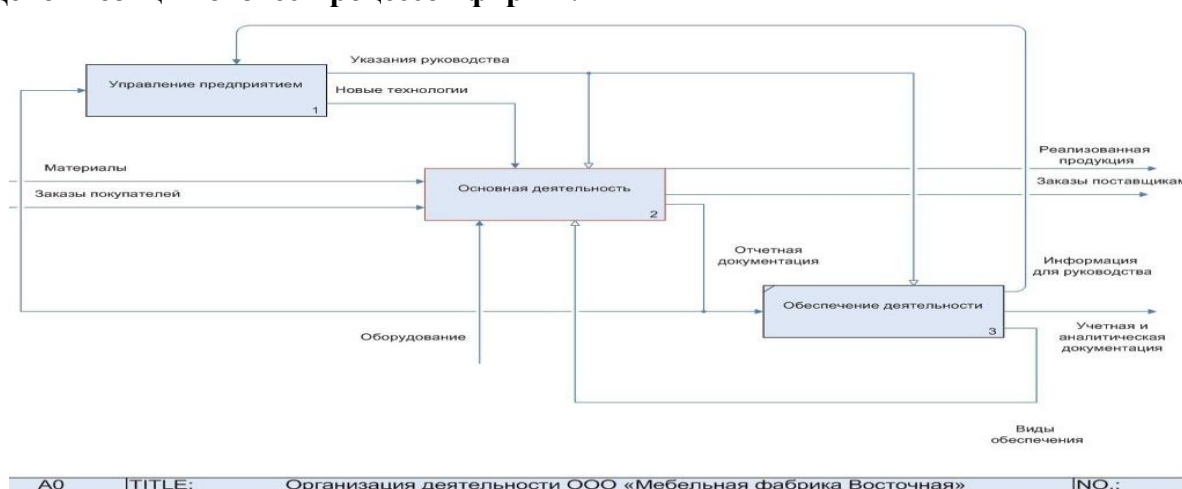 Указания руководства
Управление предприятием
1
Новые технологии
Материалы
Заказы покупателей
Основная деятельность
2
Реализованная
продукция
Заказы поставщикам
Отчетная
документация
Информация
для руководства
Обеспечение деятельности
3
Оборудование
Учетная и
аналитическая
документация
Виды
обеспечения
A0 TITLE: Организация деятельности ООО «Мебельная фабрика Восточная» NO.: